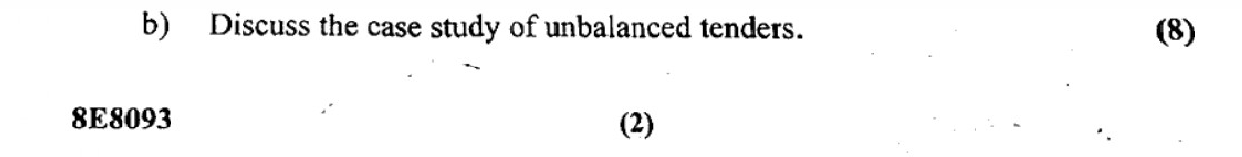 b) Discuss the case study of unbalanced tenders. (8)
8E8093 (2)